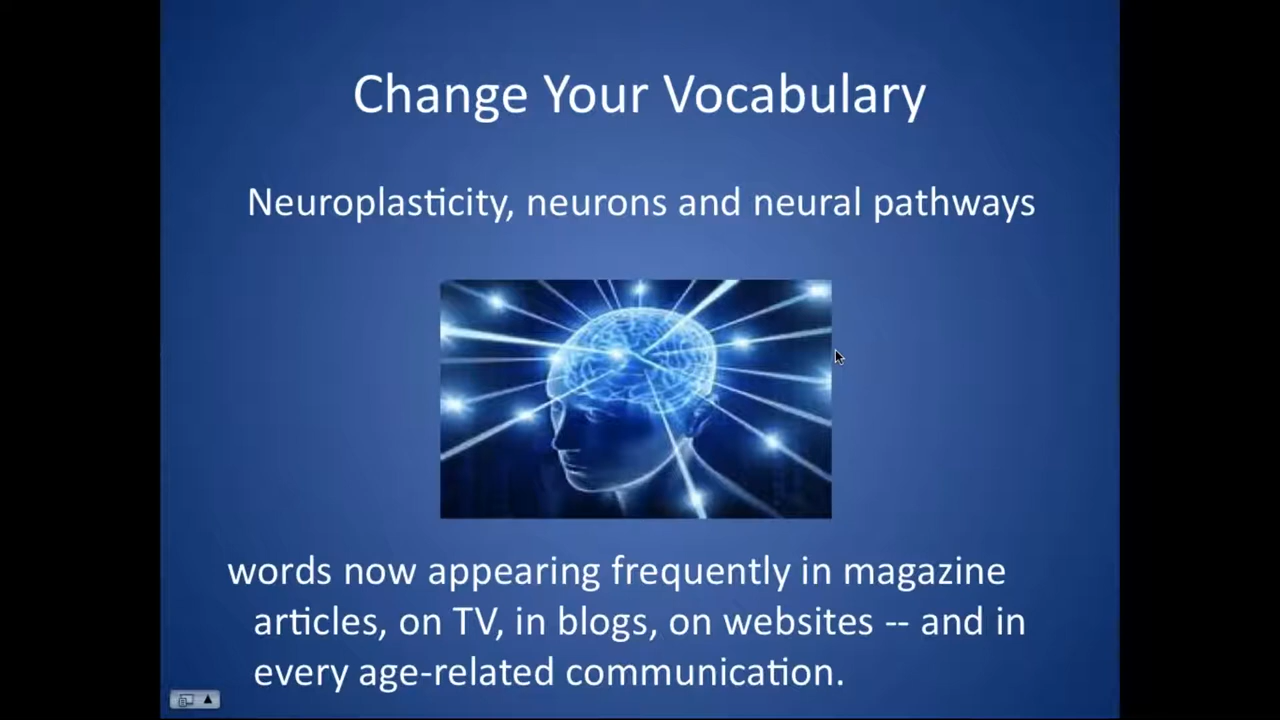 Change Your Vocabulary
Neuroplasticity, neurons and neural pathways
words now appearing frequently in magazine
articles, on TV, in blogs, on websites -- and in
every age-related communication.